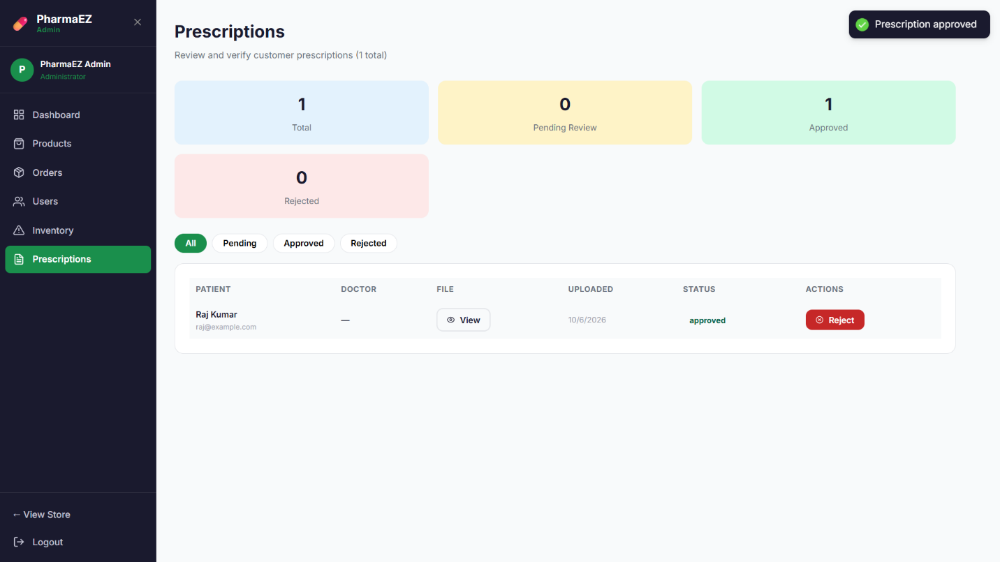 PharmaEZ
Admin
P
PharmaEZ Admin
Administrator
Dashboard
Products
Orders
Users
Inventory
Prescriptions
← View Store
Logout
Prescription approved
Prescriptions
Review and verify customer prescriptions (1 total)
1
Total
0
Pending Review
1
Approved
0
Rejected
All Pending Approved Rejected
PATIENT DOCTOR FILE UPLOADED STATUS ACTIONS
Raj Kumar
raj@example.com
— View 10/6/2026 approved Reject